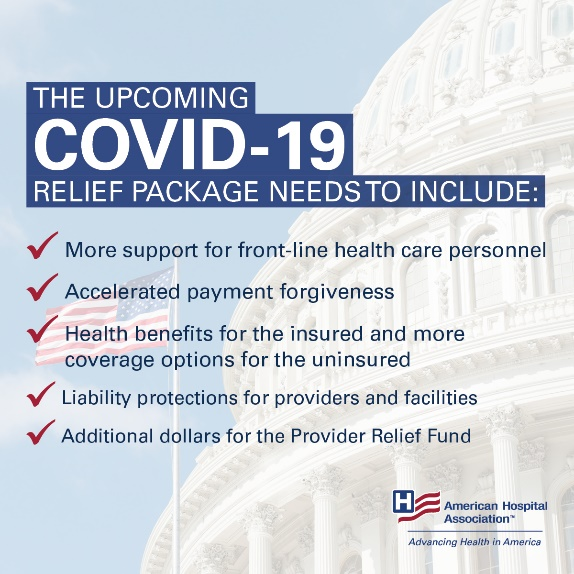 THE UPCOMING
COVID-19
RELIEF PACKAGE NEEDS TO INCLUDE:
More support for front-line health care personnel
Accelerated payment forgiveness
Health benefits for the insured and more
coverage options for the uninsured
Liability protections for providers and facilities
Additional dollars for the Provider Relief Fund
H
American Hospital
Association™
Advancing Health in America